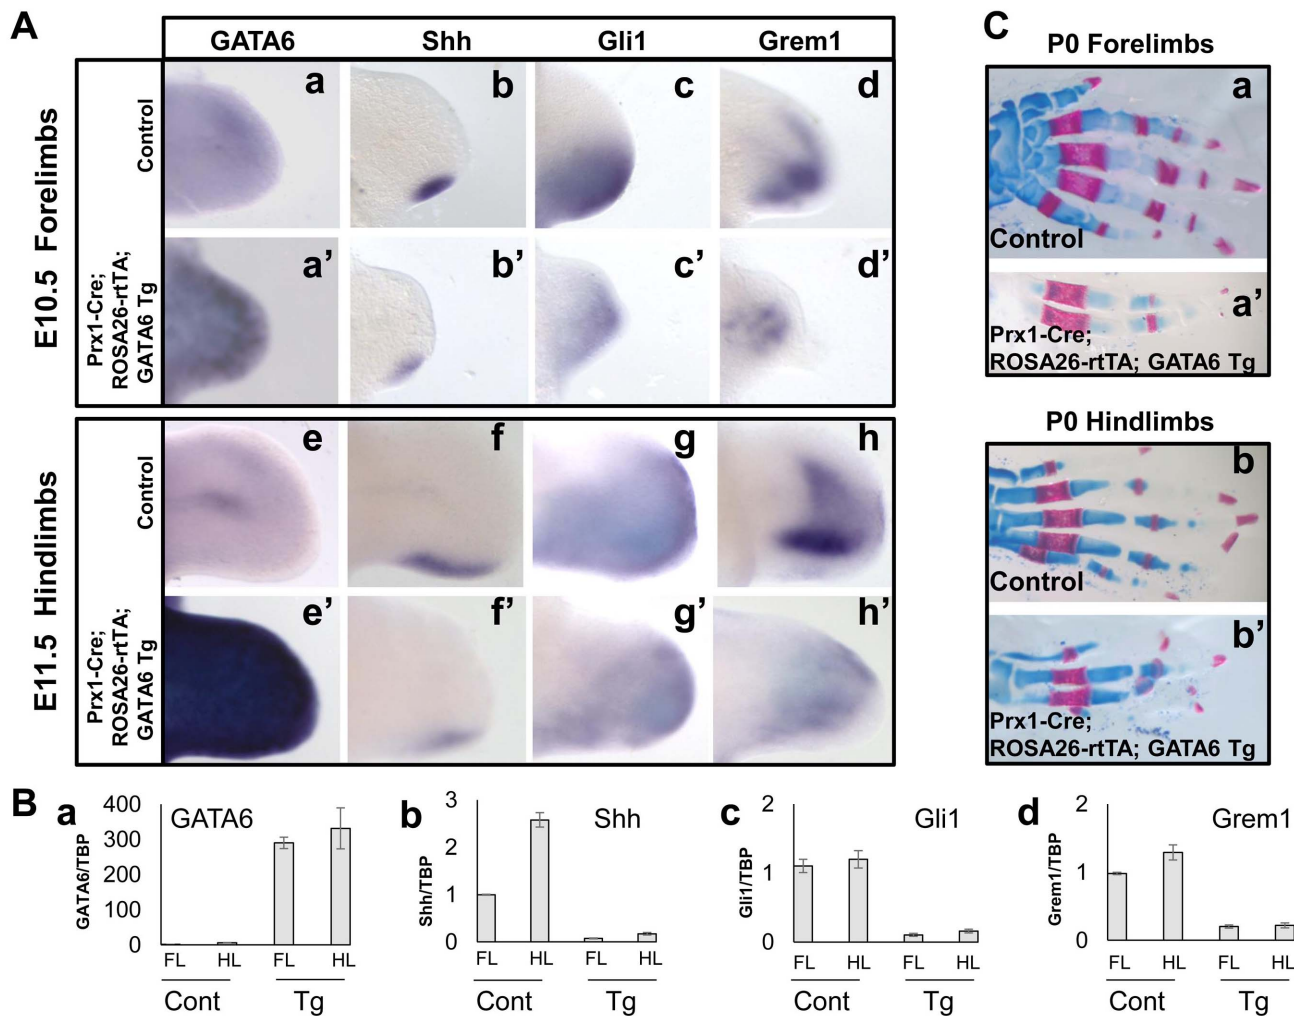 A
GATA6 Shh Gli1 Grem1
E10.5 Forelimbs
Control
a b c d
Prx1-Cre;
ROSA26-rtTA;
GATA6 Tg
a’ b’ c’ d’
E11.5 Hindlimbs
Control
e f g h
Prx1-Cre;
ROSA26-rtTA;
GATA6 Tg
e’ f’ g’ h’
C
P0 Forelimbs
a
Control
a’
Prx1-Cre;
ROSA26-rtTA; GATA6 Tg
P0 Hindlimbs
b
Control
b’
Prx1-Cre;
ROSA26-rtTA; GATA6 Tg
B
a
GATA6
GATA6/TBP
400
300
200
100
0
FL HL FL HL
Cont Tg
b
Shh
Shh/TBP
3
2
1
0
FL HL FL HL
Cont Tg
c
Gli1
Gli1/TBP
2
1
0
FL HL FL HL
Cont Tg
d
Grem1
Grem1/TBP
2
1
0
FL HL FL HL
Cont Tg